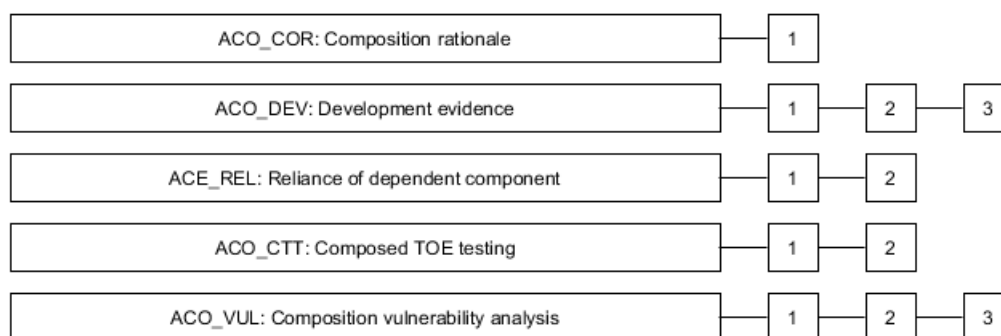 ACO_COR: Composition rationale 1
ACO_DEV: Development evidence 1 2 3
ACE_REL: Reliance of dependent component 1 2
ACO_CTT: Composed TOE testing 1 2
ACO_VUL: Composition vulnerability analysis 1 2 3